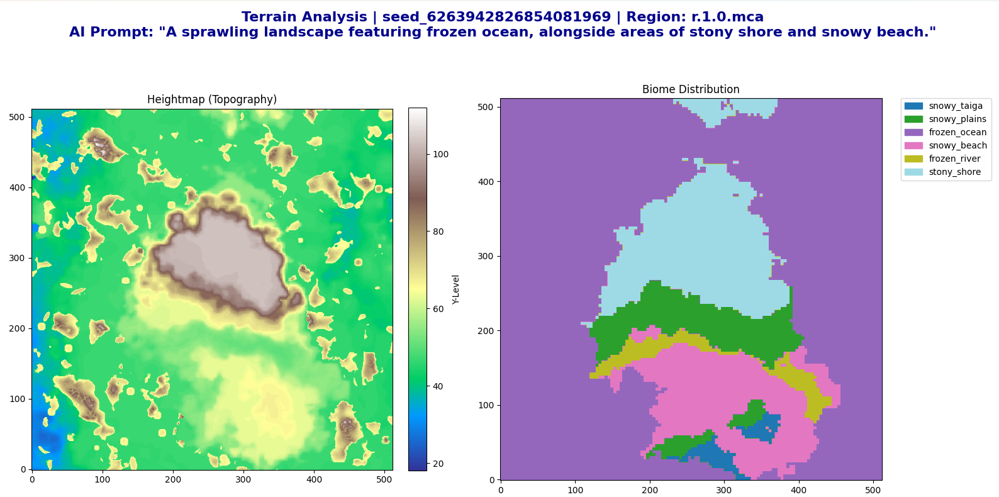 Terrain Analysis | seed_6263942826854081969 | Region: r.1.0.mca
AI Prompt: "A sprawling landscape featuring frozen ocean, alongside areas of stony shore and snowy beach."
Heightmap (Topography)
500
400
300
200
100
0
0 100 200 300 400 500
100
80
60
40
20
Y-Level
Biome Distribution
500
400
300
200
100
0
0 100 200 300 400 500
snowy_taiga
snowy_plains
frozen_ocean
snowy_beach
frozen_river
stony_shore